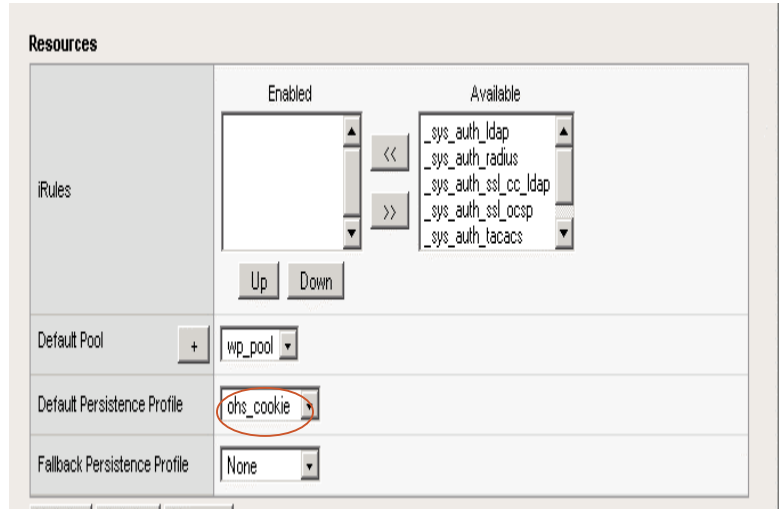 Resources
Enabled
Available
iRules
<<
>>
_sys_auth_ldap
_sys_auth_radius
_sys_auth_ssl_cc_ldap
_sys_auth_ssl_ocsp
_sys_auth_tacacs
Up
Down
Default Pool
+
wp_pool
Default Persistence Profile
ohs_cookie
Fallback Persistence Profile
None